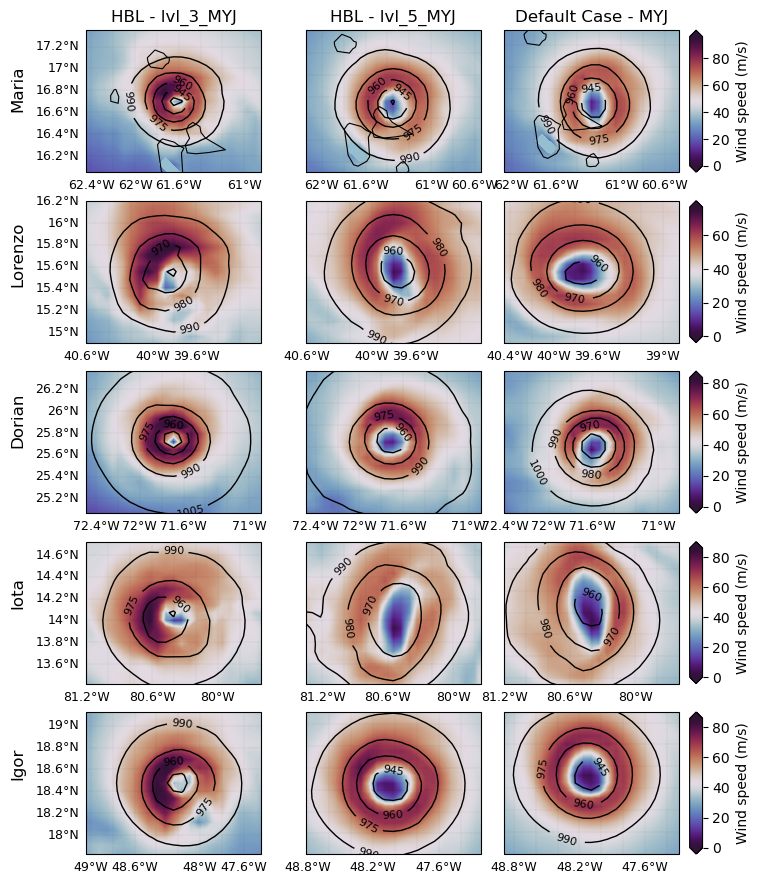 HBL - lvl_3_MYJ
HBL - lvl_5_MYJ
Default Case - MYJ
Maria
17.2°N
17°N
16.8°N
16.6°N
16.4°N
16.2°N
960
945
975
990
960
945
975
990
945
960
975
990
80
60
40
20
0
Wind speed (m/s)
62.4°W
62°W
61.6°W
61°W
62°W
61.6°W
61°W
60.6°W
62°W
61.6°W
61°W
60.6°W
Lorenzo
16.2°N
16°N
15.8°N
15.6°N
15.4°N
15.2°N
15°N
970
980
990
960
980
970
990
960
980
970
60
40
20
0
Wind speed (m/s)
40.6°W
40°W
39.6°W
40.6°W
40°W
39.6°W
40.4°W
40°W
39.6°W
39°W
Dorian
26.2°N
26°N
25.8°N
25.6°N
25.4°N
25.2°N
960
975
990
1005
975
960
990
970
990
980
1000
80
60
40
20
0
Wind speed (m/s)
72.4°W
72°W
71.6°W
71°W
72.4°W
72°W
71.6°W
71°W
72.4°W
72°W
71.6°W
71°W
Iota
14.6°N
14.4°N
14.2°N
14°N
13.8°N
13.6°N
990
975
960
990
970
980
960
980
970
80
60
40
20
0
Wind speed (m/s)
81.2°W
80.6°W
80°W
81.2°W
80.6°W
80°W
81.2°W
80.6°W
80°W
Igor
19°N
18.8°N
18.6°N
18.4°N
18.2°N
18°N
990
960
975
945
960
975
990
975
945
960
990
80
60
40
20
0
Wind speed (m/s)
49°W
48.6°W
48°W
47.6°W
48.8°W
48.2°W
47.6°W
48.8°W
48.2°W
47.6°W